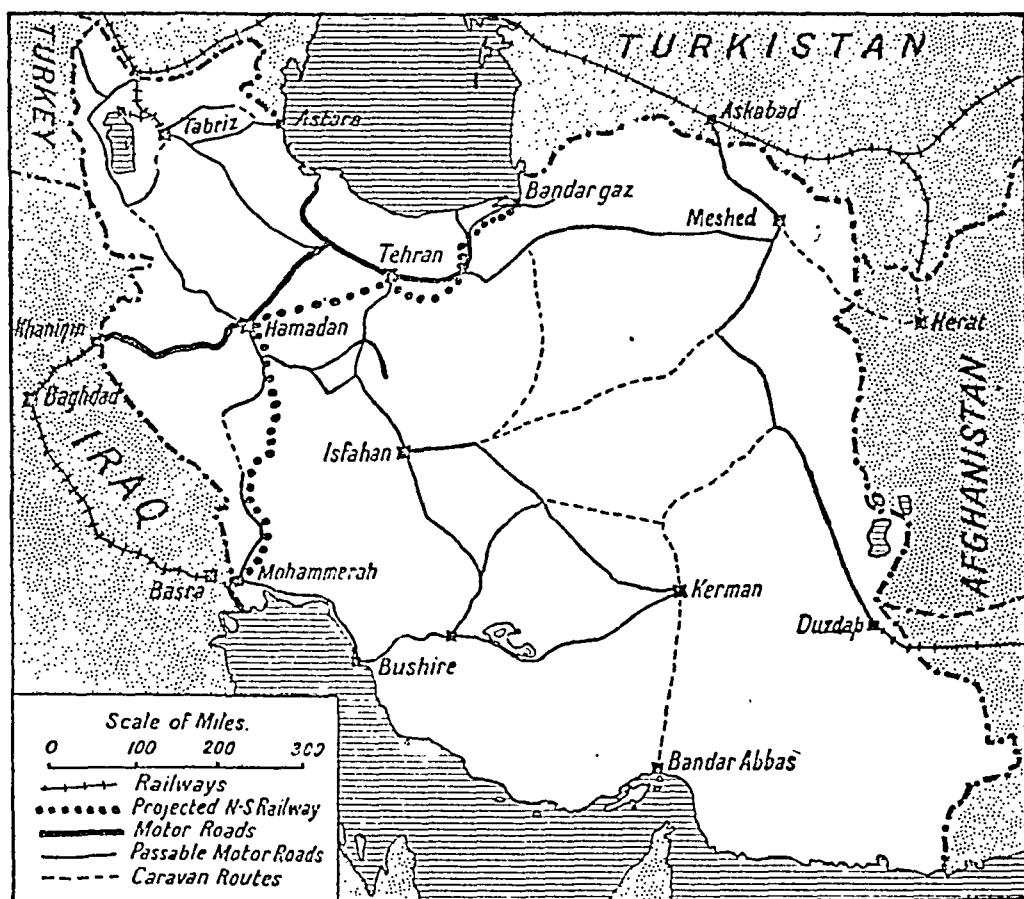 TURKEY
TURKISTAN
Tabriz
Astara
Askabad
Bandar gaz
Meshed
Tehran
Khaniqin
Hamadan
Herat
Baghdad
IRAQ
Isfahan
AFGHANISTAN
Basra
Mohammerah
Kerman
Duzdap
Bushire
Bandar Abbas
Scale of Miles.
0 100 200 300
Railways
Projected N-S Railway
Motor Roads
Passable Motor Roads
Caravan Routes